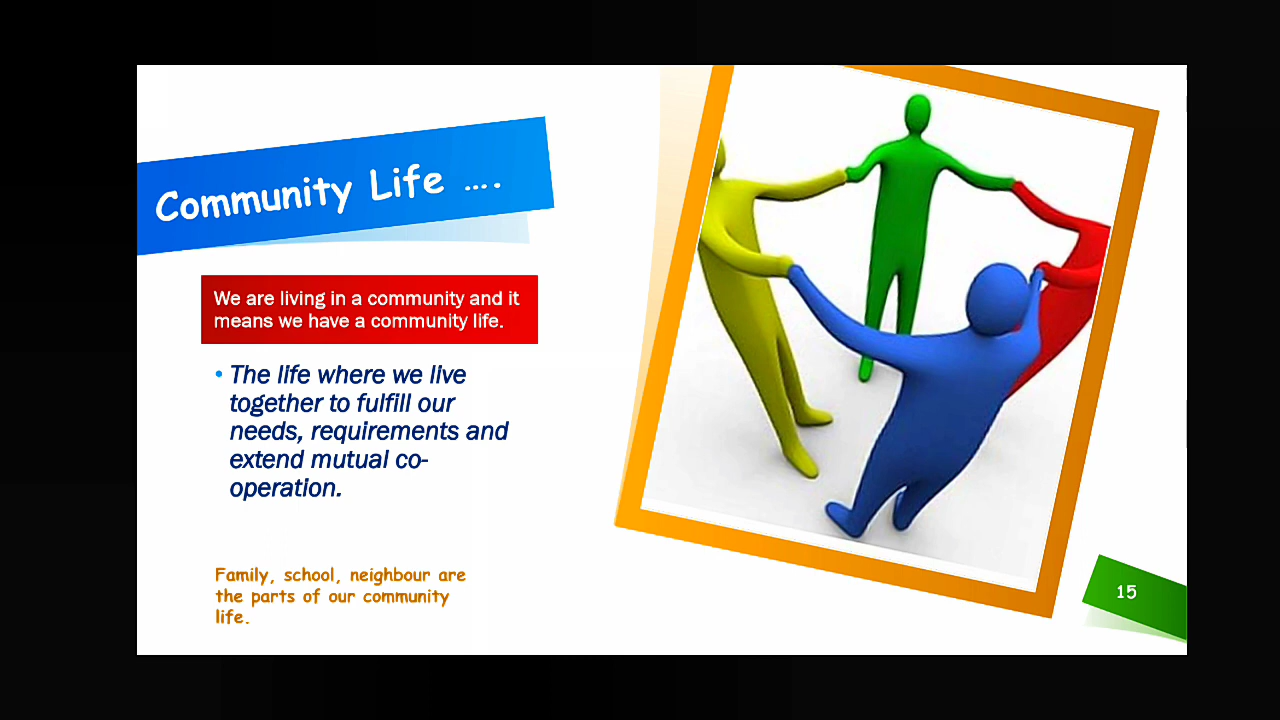 Community Life ....
We are living in a community and it
means we have a community life.
• The life where we live
together to fulfill our
needs, requirements and
extend mutual co-
operation.
Family, school, neighbour are
the parts of our community
life.
15